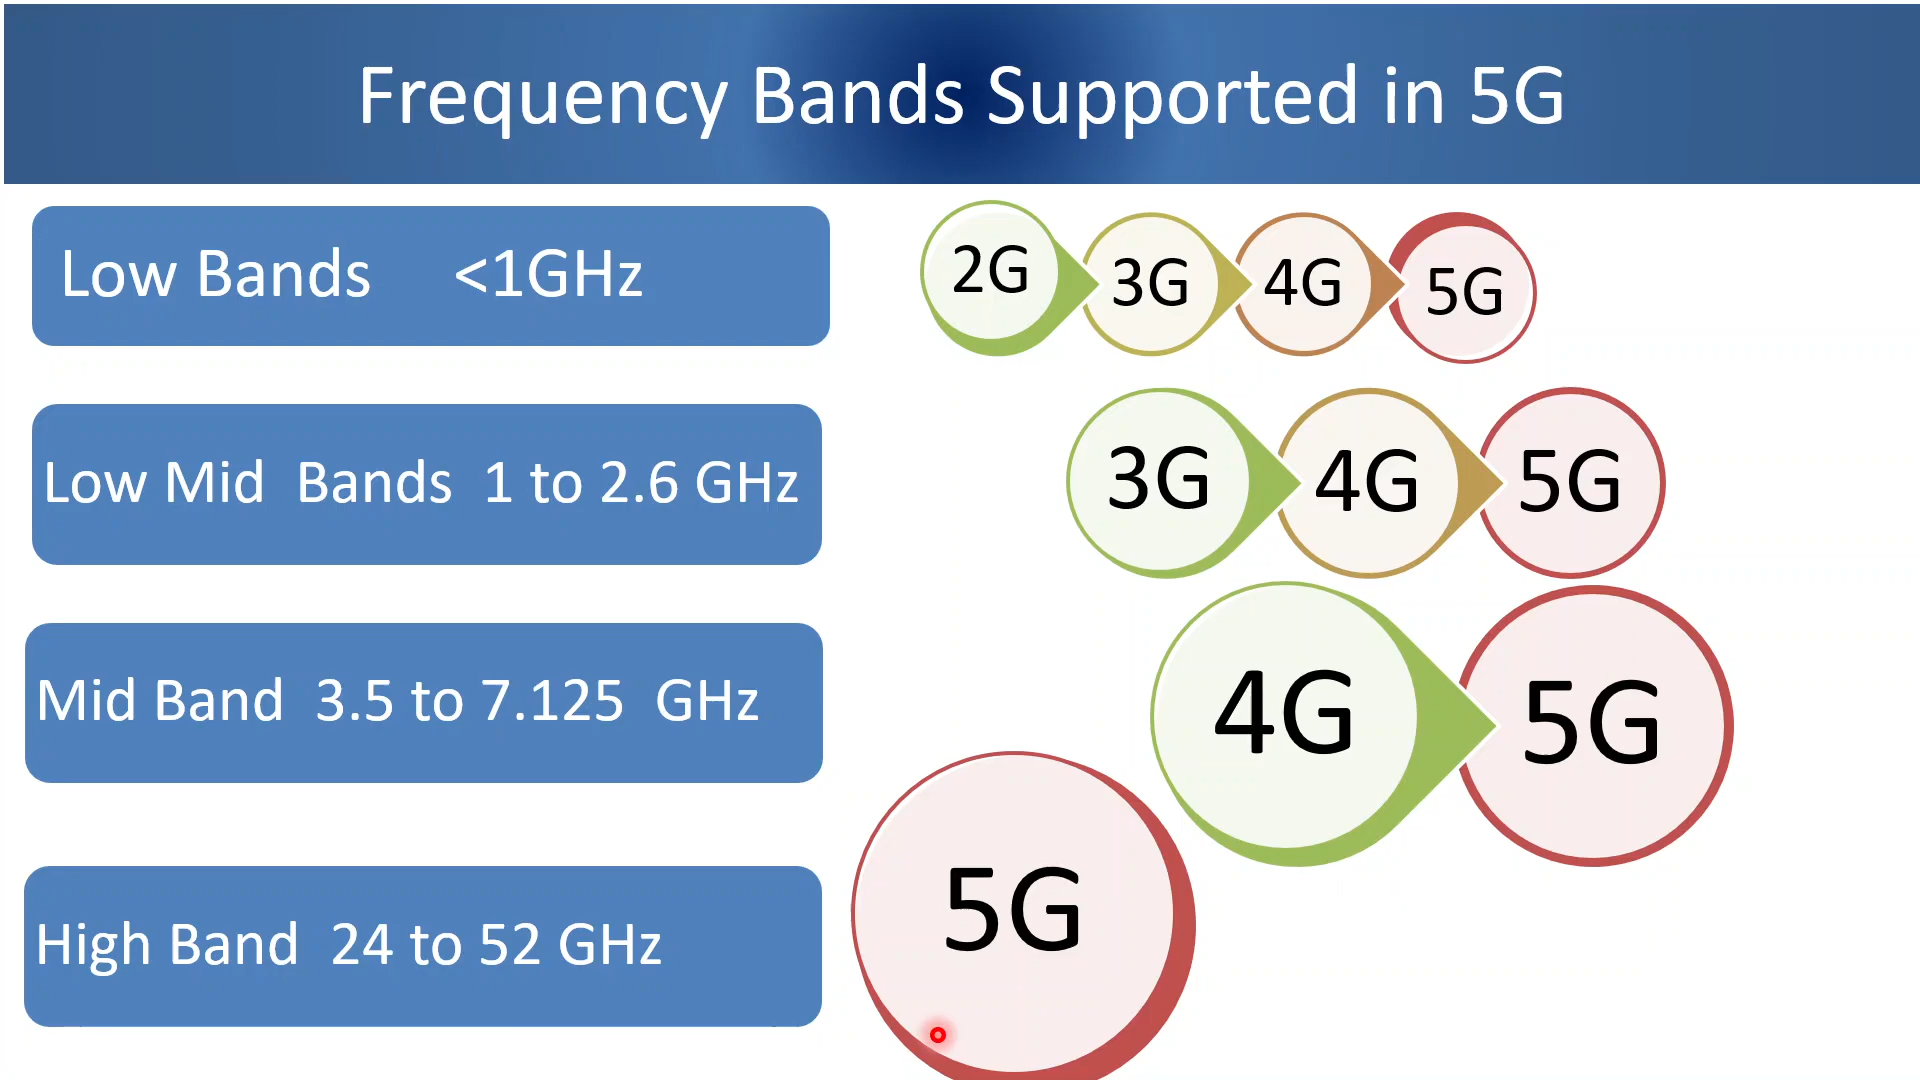 Frequency Bands Supported in 5G
Low Bands <1GHz
2G 3G 4G 5G
Low Mid Bands 1 to 2.6 GHz
3G 4G 5G
Mid Band 3.5 to 7.125 GHz
4G 5G
High Band 24 to 52 GHz
5G